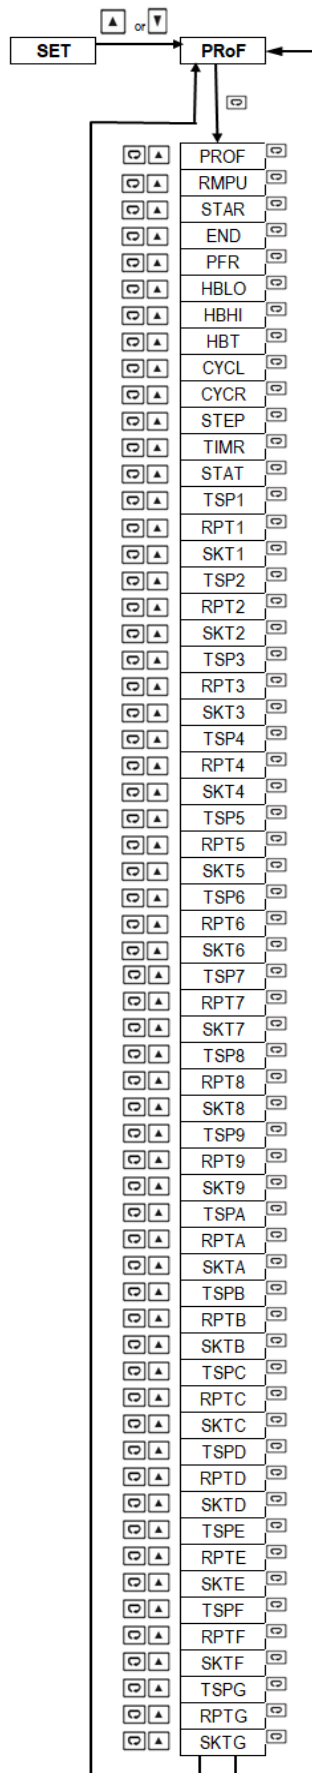 or
SET PRoF
PROF
RMPU
STAR
END
PFR
HBLO
HBHI
HBT
CYCL
CYCR
STEP
TIMR
STAT
TSP1
RPT1
SKT1
TSP2
RPT2
SKT2
TSP3
RPT3
SKT3
TSP4
RPT4
SKT4
TSP5
RPT5
SKT5
TSP6
RPT6
SKT6
TSP7
RPT7
SKT7
TSP8
RPT8
SKT8
TSP9
RPT9
SKT9
TSPA
RPTA
SKTA
TSPB
RPTB
SKTB
TSPC
RPTC
SKTC
TSPD
RPTD
SKTD
TSPE
RPTE
SKTE
TSPF
RPTF
SKTF
TSPG
RPTG
SKTG